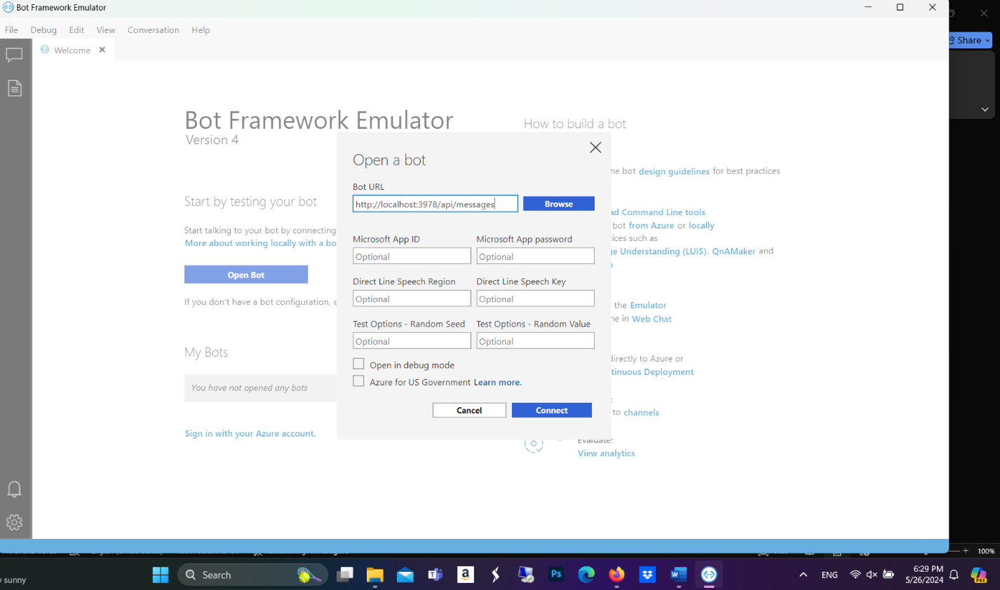 Bot Framework Emulator
File Debug Edit View Conversation Help
Share
Welcome
Bot Framework Emulator
Version 4
How to build a bot
Open a bot
he bot design guidelines for best practices
Bot URL
Start by testing your bot
http://localhost:3978/api/messages
Browse
ad Command Line tools
Start talking to your bot by connecting
bot from Azure or locally
More about working locally with a bo
Microsoft App ID Microsoft App password
ices such as
Optional Optional
ge Understanding (LUIS), QnAMaker and
Open Bot
Direct Line Speech Region Direct Line Speech Key
Optional Optional
If you don't have a bot configuration,
the Emulator
ne in Web Chat
Test Options - Random Seed Test Options - Random Value
Optional Optional
My Bots
directly to Azure or
Open in debug mode
tinuous Deployment
Azure for US Government Learn more.
You have not opened any bots
Cancel Connect
to channels
Sign in with your Azure account.
Evaluate:
View analytics
100%
Search
y sunny
Ps
ENG
6:29 PM
5/26/2024
PRE